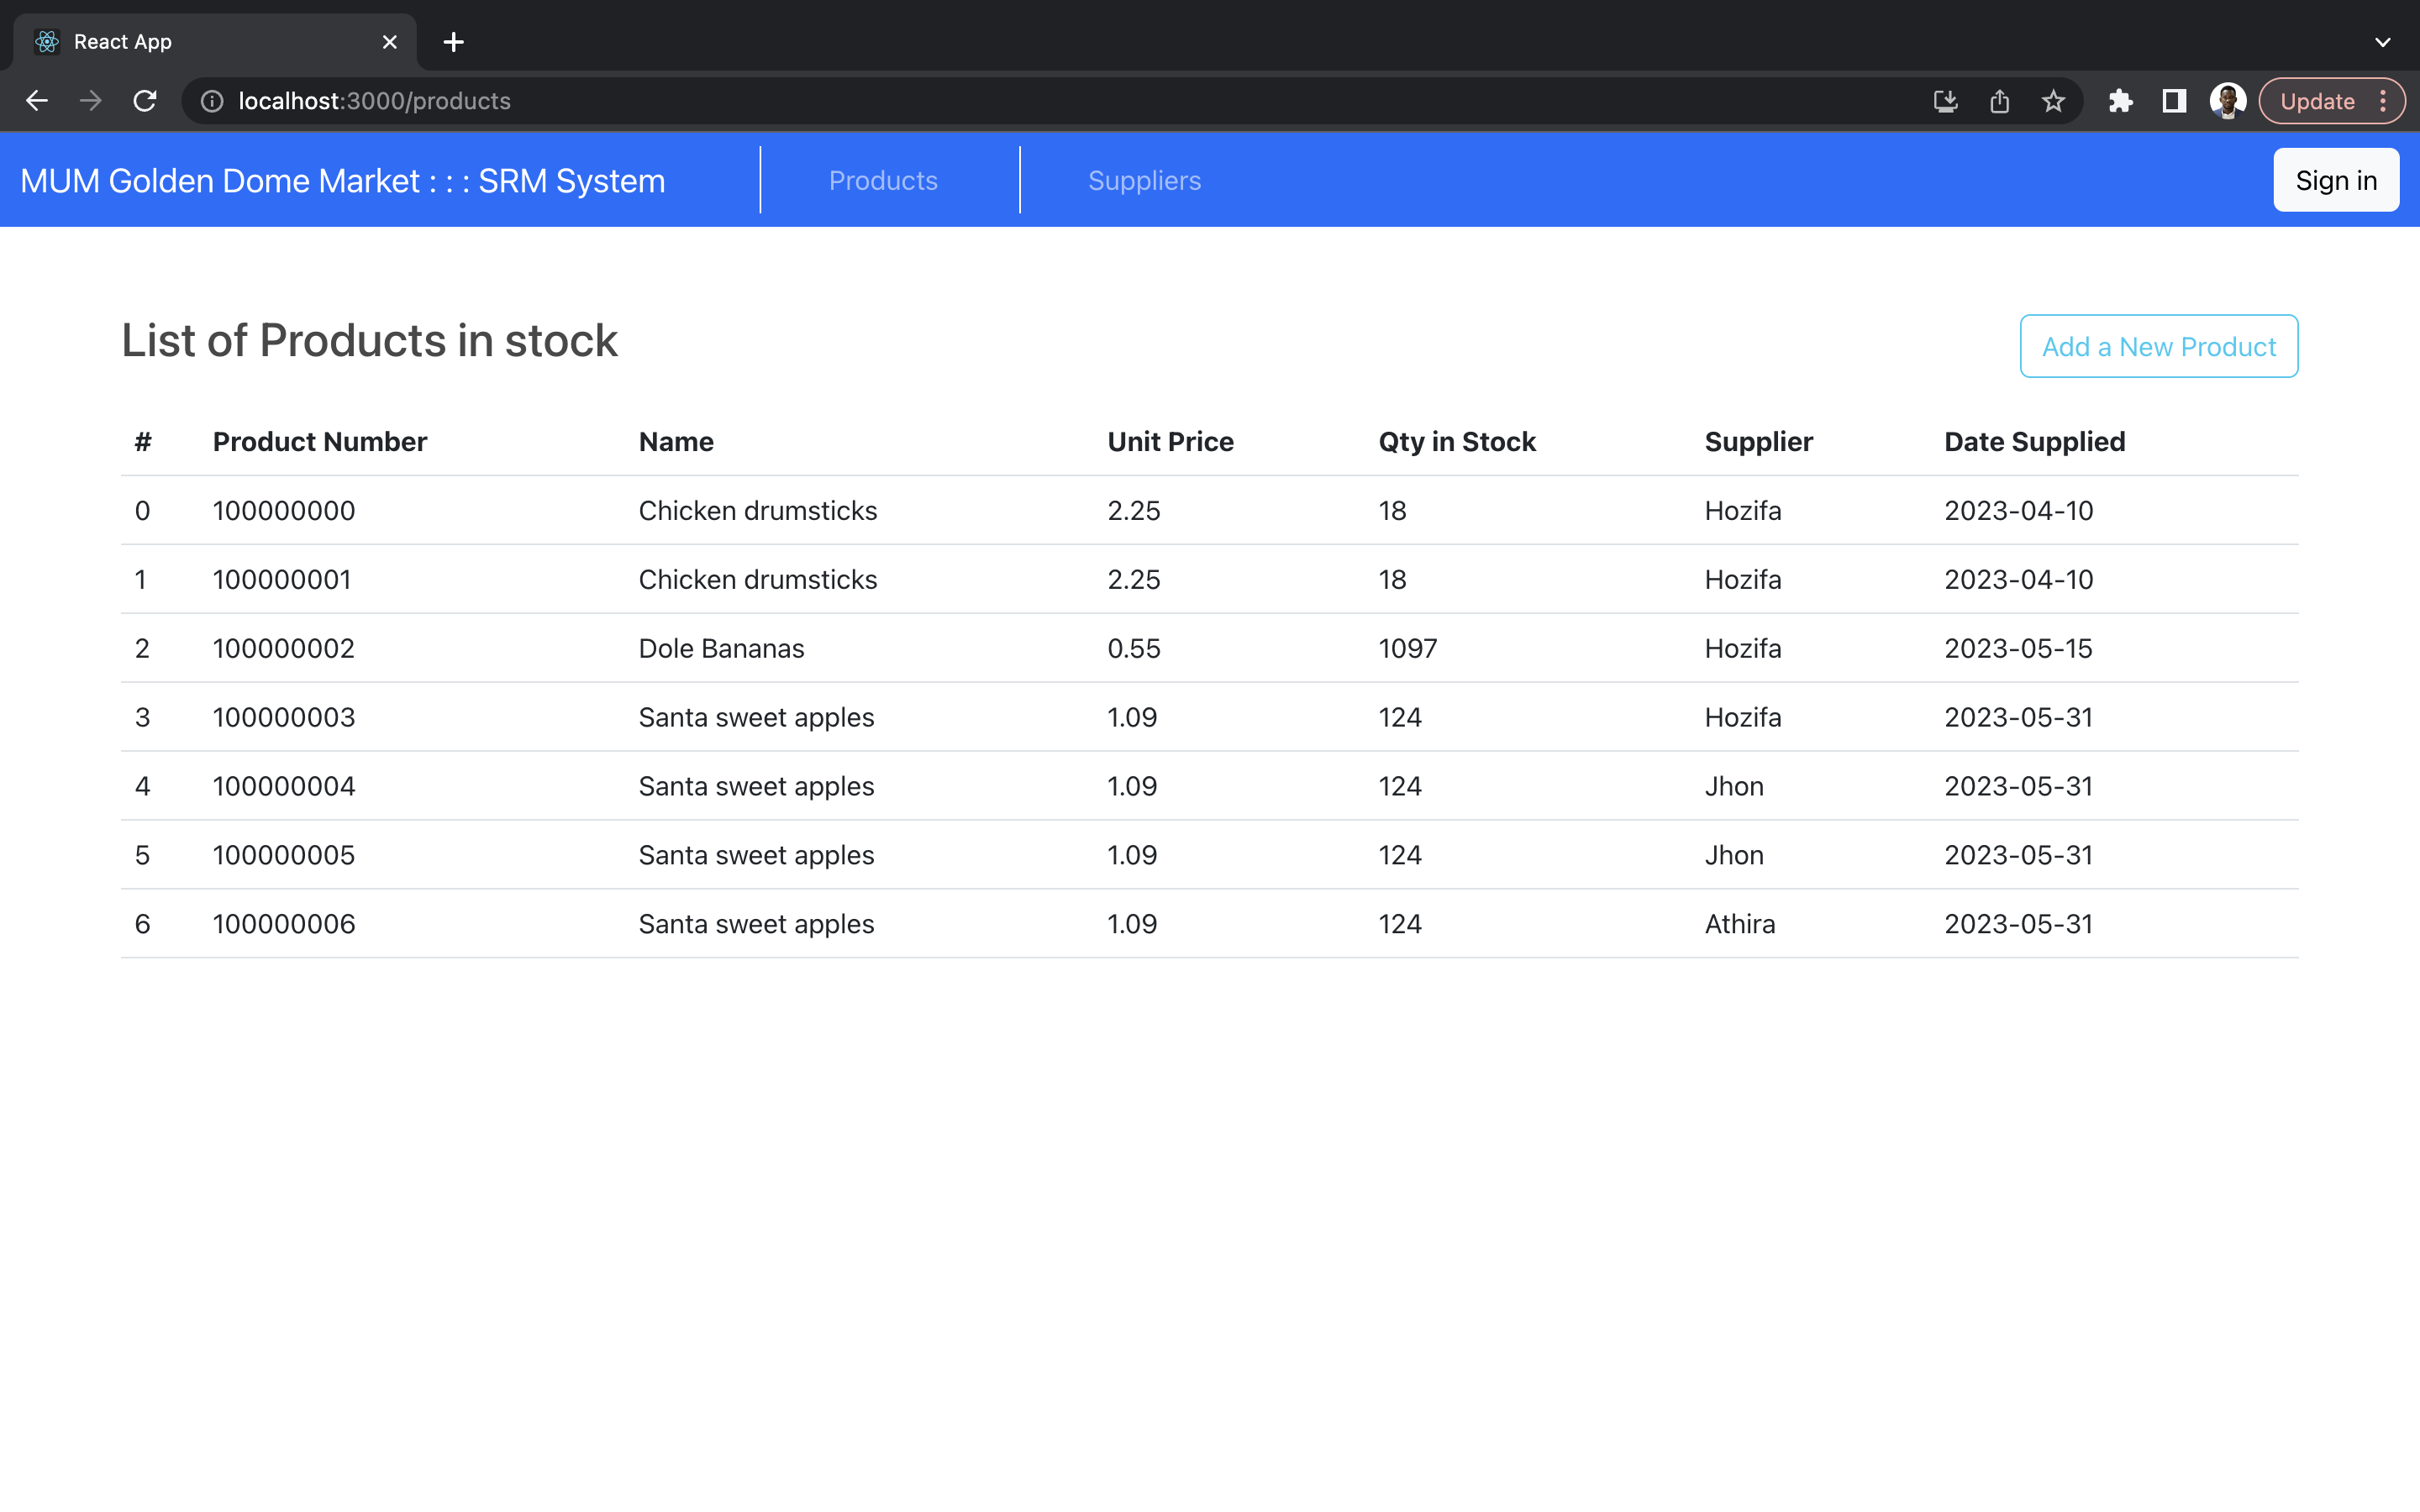 React App
localhost:3000/products
Update
MUM Golden Dome Market : : : SRM System Products Suppliers Sign in
List of Products in stock Add a New Product
# Product Number Name Unit Price Qty in Stock Supplier Date Supplied
0 100000000 Chicken drumsticks 2.25 18 Hozifa 2023-04-10
1 100000001 Chicken drumsticks 2.25 18 Hozifa 2023-04-10
2 100000002 Dole Bananas 0.55 1097 Hozifa 2023-05-15
3 100000003 Santa sweet apples 1.09 124 Hozifa 2023-05-31
4 100000004 Santa sweet apples 1.09 124 Jhon 2023-05-31
5 100000005 Santa sweet apples 1.09 124 Jhon 2023-05-31
6 100000006 Santa sweet apples 1.09 124 Athira 2023-05-31